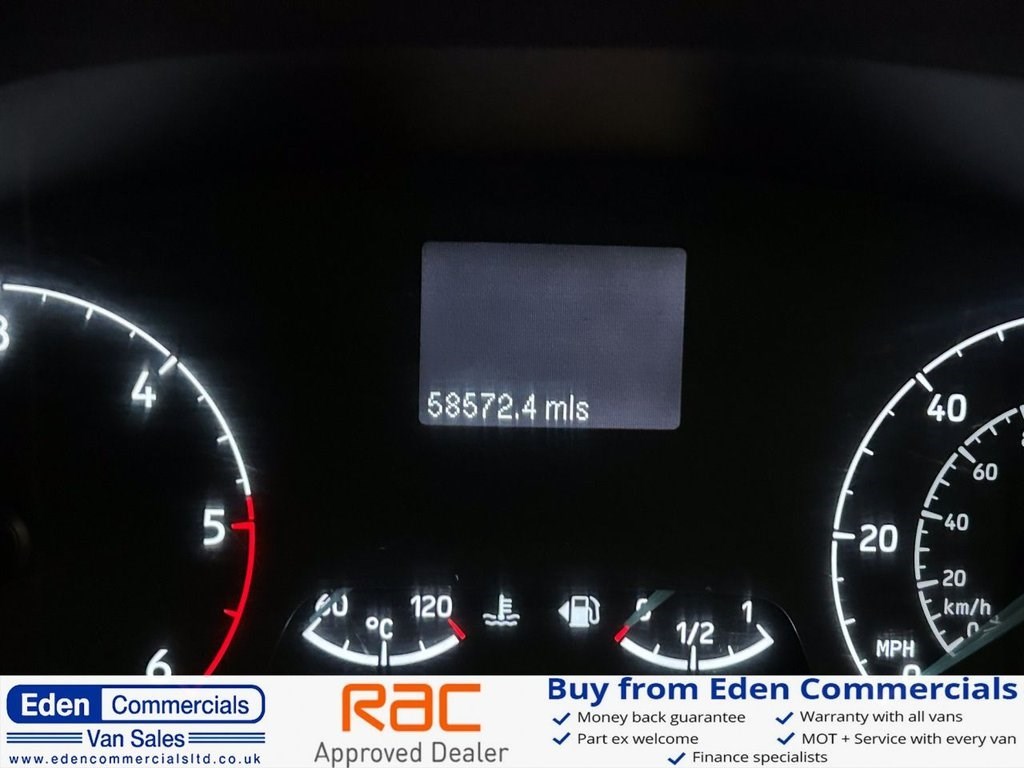 58572.4 mls
4
5
6
40
20
MPH
60
40
20
km/h
60
120
°C
0
1/2
1
Eden Commercials
Van Sales
www.edencommercialsltd.co.uk
RAC
Approved Dealer
Buy from Eden Commercials
Money back guarantee
Warranty with all vans
Part ex welcome
MOT + Service with every van
Finance specialists